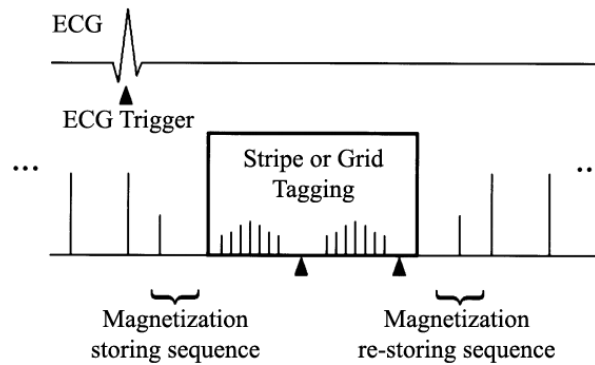 ECG
ECG Trigger
Stripe or Grid
Tagging
...
..
Magnetization
storing sequence
Magnetization
re-storing sequence